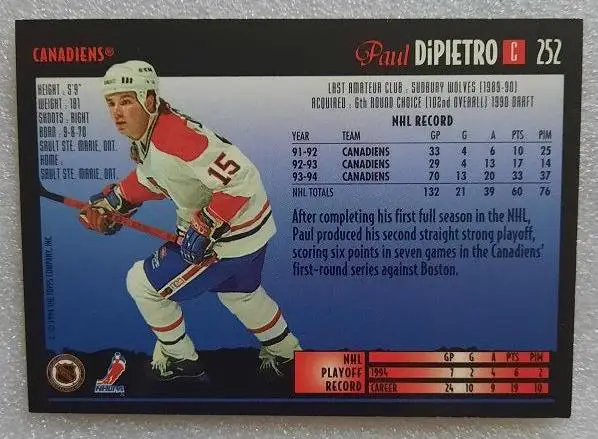 CANADIENS®
Paul DiPIETRO C 252
HEIGHT : 5'9"
WEIGHT : 181
SHOOTS : RIGHT
BORN : 9-8-70
SAULT STE. MARIE, ONT.
HOME :
SAULT STE. MARIE, ONT.
LAST AMATEUR CLUB : SUDBURY WOLVES (1989-90)
ACQUIRED : 6th ROUND CHOICE (102nd OVERALL) 1990 DRAFT
NHL RECORD
YEAR TEAM GP G A PTS PIM
91-92 CANADIENS 33 4 6 10 25
92-93 CANADIENS 29 4 13 17 14
93-94 CANADIENS 70 13 20 33 37
NHL TOTALS 132 21 39 60 76
After completing his first full season in the NHL,
Paul produced his second straight strong playoff,
scoring six points in seven games in the Canadiens'
first-round series against Boston.
15
© 1994 THE TOPPS COMPANY, INC.
NHL PLAYOFF RECORD
GP G A PTS PIM
1994 7 2 4 6 2
CAREER 24 10 9 19 10
NHLPA